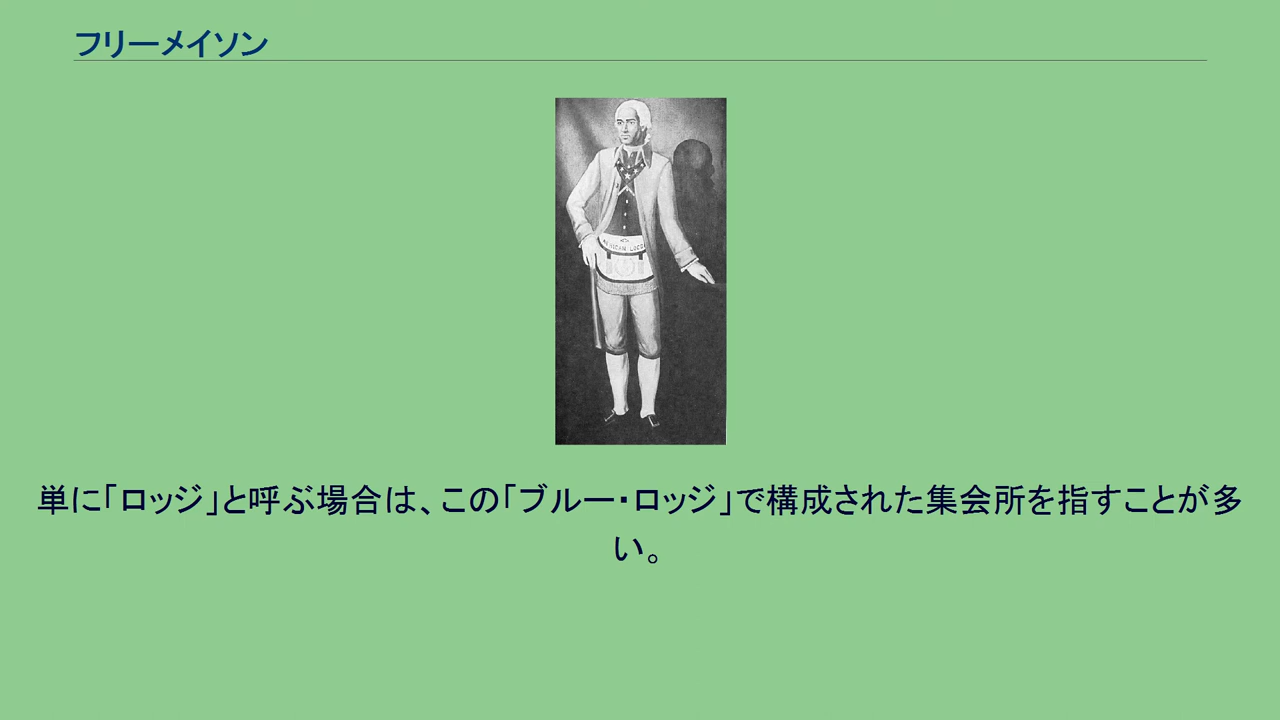 フリーメイソン
単に「ロッジ」と呼ぶ場合は、この「ブルー・ロッジ」で構成された集会所を指すことが多
い。